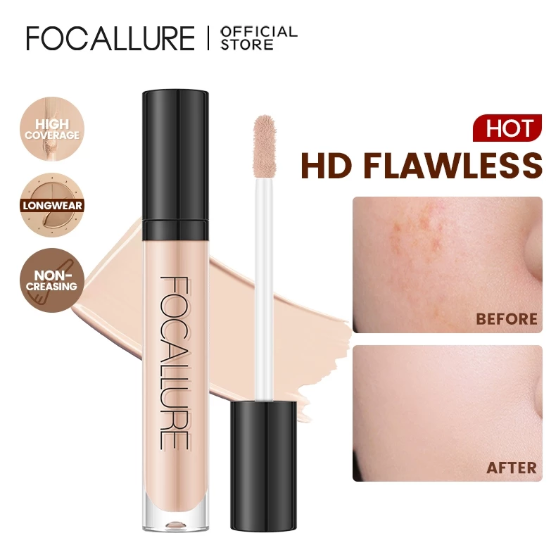 FOCALLURE | OFFICIAL STORE
HIGH
COVERAGE
LONGWEAR
NON-
CREASING
FOCALLURE
HOT
HD FLAWLESS
BEFORE
AFTER